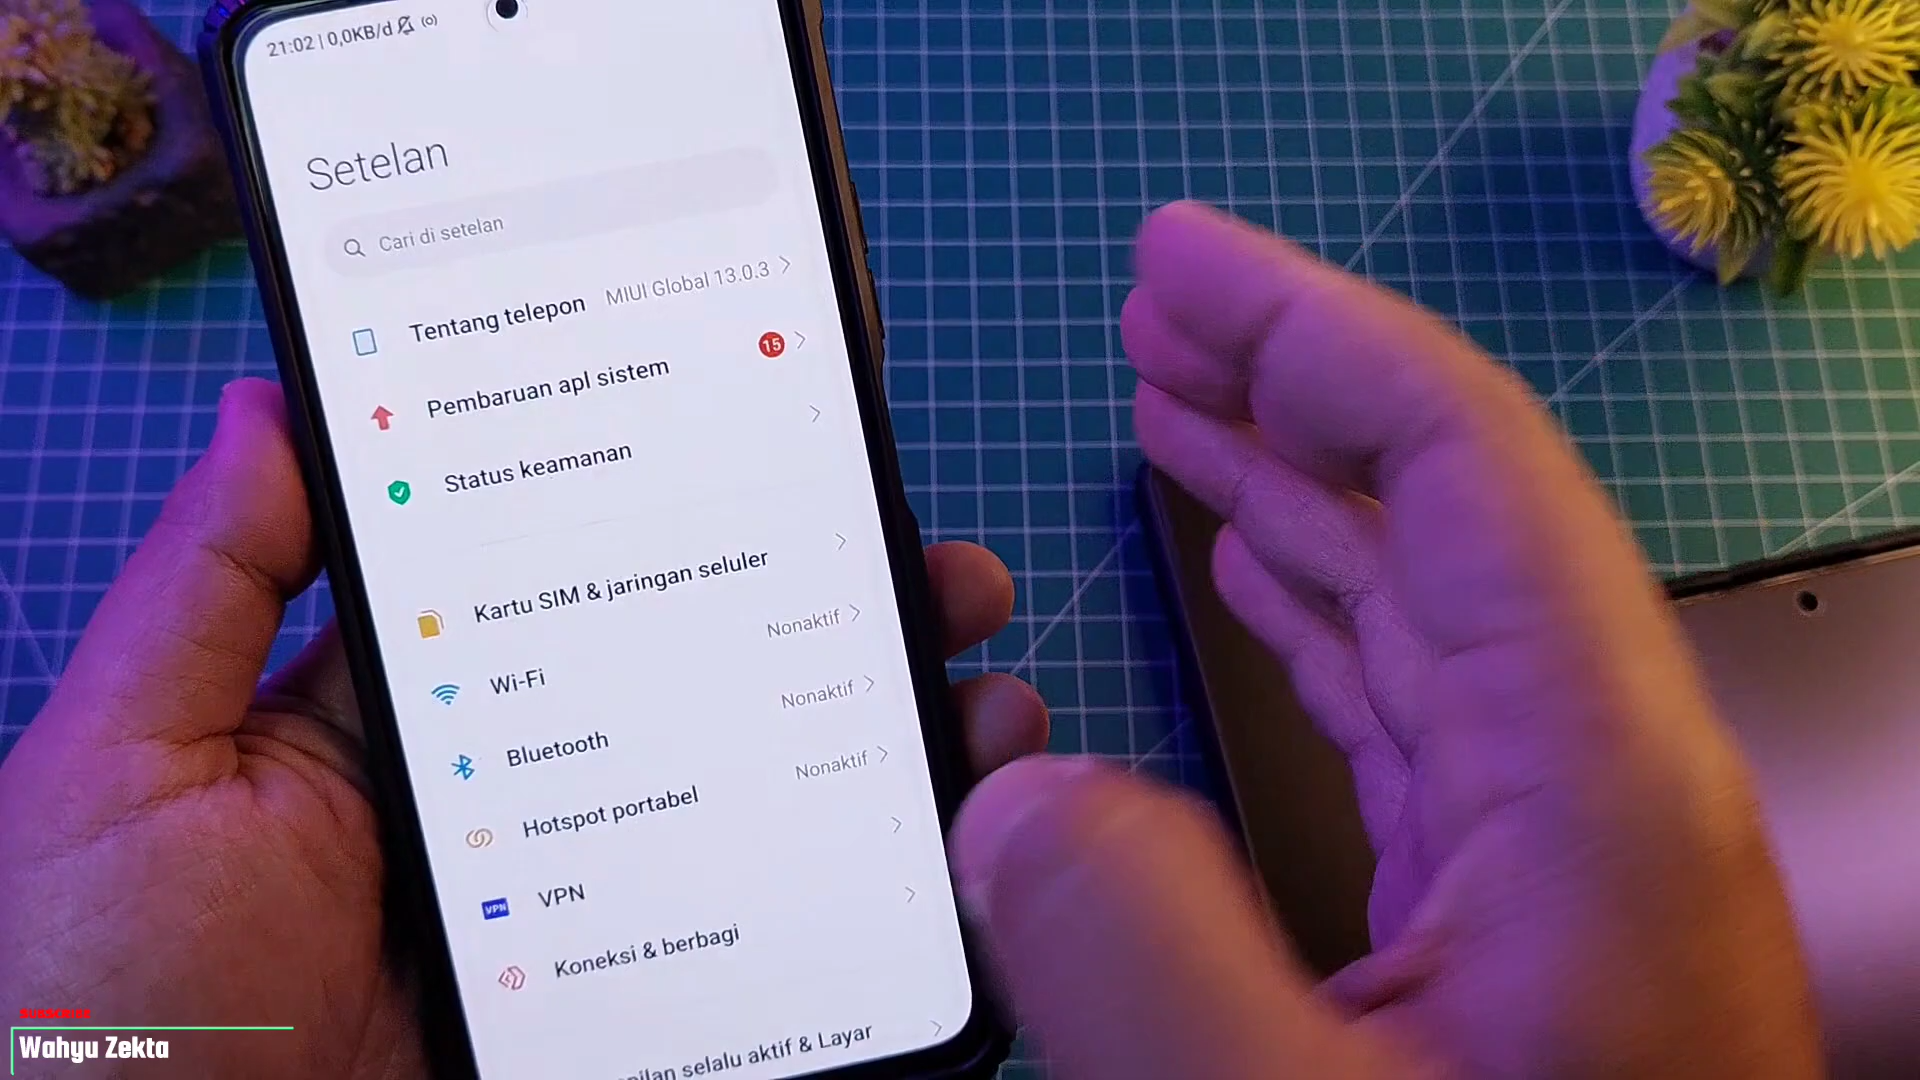 21:02 | 0,0KB/d
Setelan
Cari di setelan
Tentang telepon MIUI Global 13.0.3
Pembaruan apl sistem 15
Status keamanan
Kartu SIM & jaringan seluler
Wi-Fi Nonaktif
Bluetooth Nonaktif
Hotspot portabel Nonaktif
VPN VPN
Koneksi & berbagi
selalu aktif & Layar
SUBSCRIBE
Wahyu Zekta